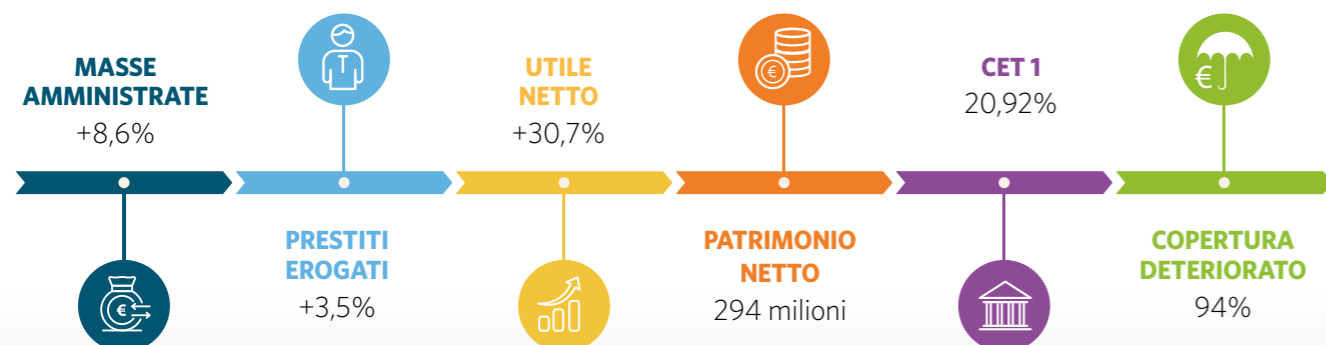 MASSE
AMMINISTRATE
+8,6%
PRESTITI
EROGATI
+3,5%
UTILE
NETTO
+30,7%
€
PATRIMONIO
NETTO
294 milioni
CET 1
20,92%
€
COPERTURA
DETERIORATO
94%
€